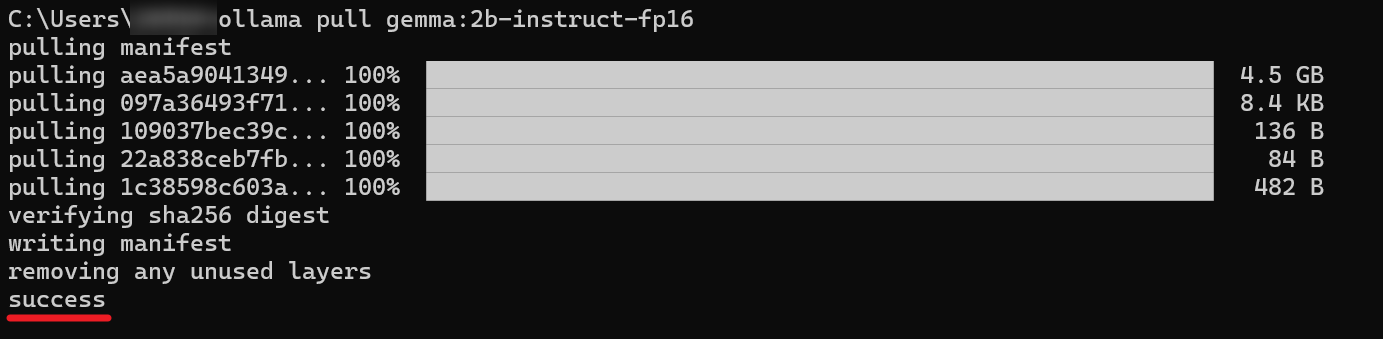 C:\Users\ollama pull gemma:2b-instruct-fp16
pulling manifest
pulling aea5a9041349... 100% 4.5 GB
pulling 097a36493f71... 100% 8.4 KB
pulling 109037bec39c... 100% 136 B
pulling 22a838ceb7fb... 100% 84 B
pulling 1c38598c603a... 100% 482 B
verifying sha256 digest
writing manifest
removing any unused layers
success